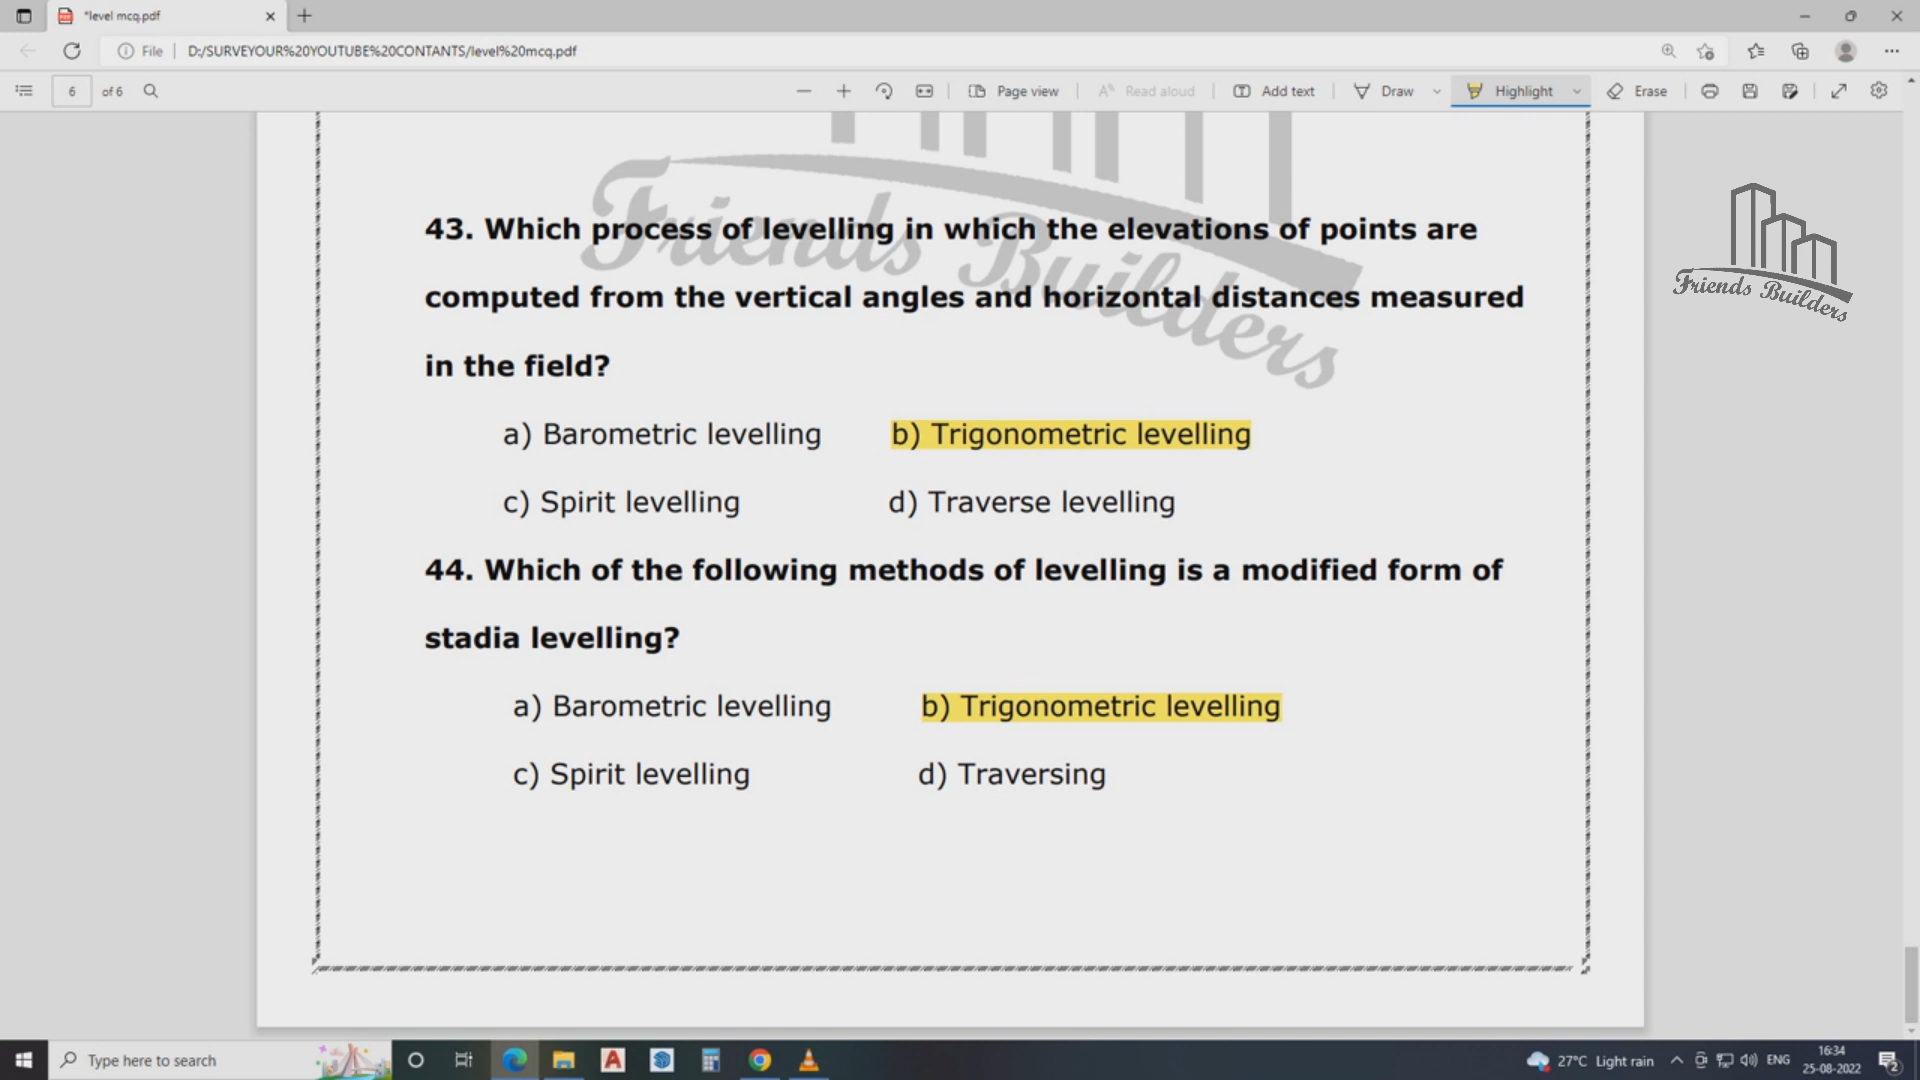 *level mcq.pdf
File
D:/SURVEYOUR%20YOUTUBE%20CONTANTS/level%20mcq.pdf
6 of 6
Page view
Read aloud
Add text
Draw
Highlight
Erase
Friends Builders
Friends Builders
43. Which process of levelling in which the elevations of points are
computed from the vertical angles and horizontal distances measured
in the field?
a) Barometric levelling b) Trigonometric levelling
c) Spirit levelling d) Traverse levelling
44. Which of the following methods of levelling is a modified form of
stadia levelling?
a) Barometric levelling b) Trigonometric levelling
c) Spirit levelling d) Traversing
Type here to search
27°C Light rain
ENG
16:34
25-08-2022
2